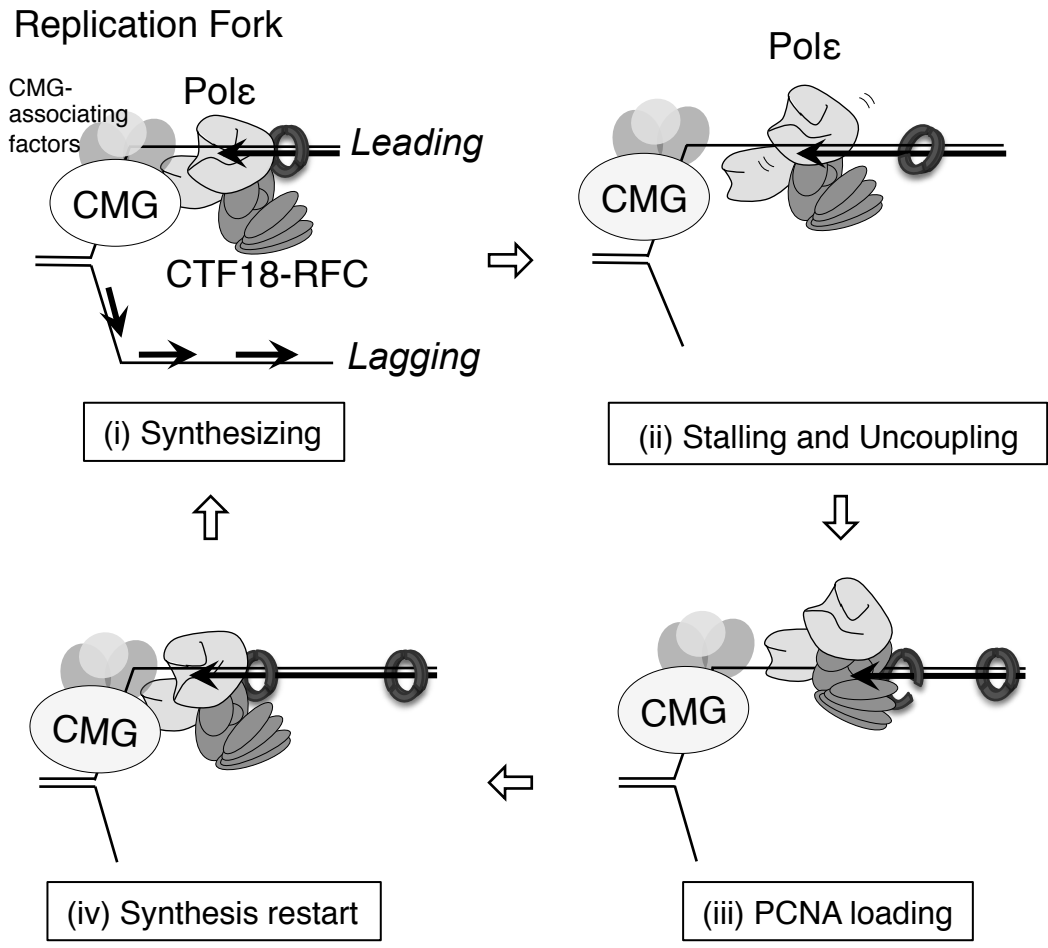 Replication Fork
CMG-
associating
factors
Polε
Leading
CMG
CTF18-RFC
Lagging
(i) Synthesizing
Polε
CMG
(ii) Stalling and Uncoupling
CMG
(iv) Synthesis restart
CMG
(iii) PCNA loading